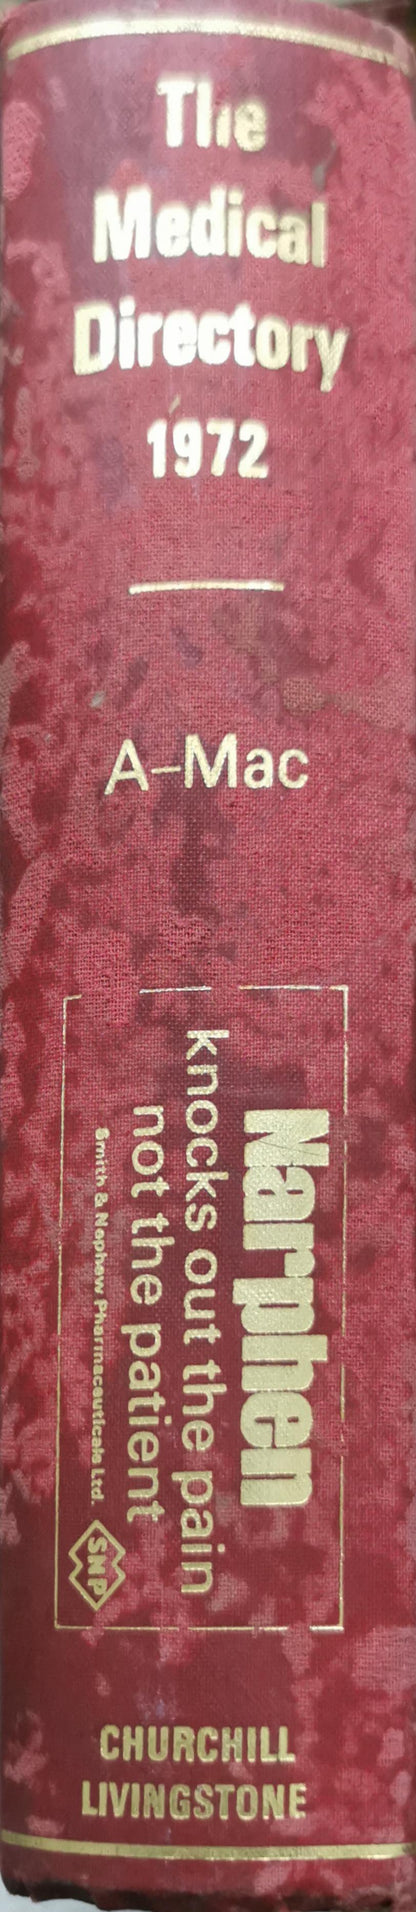 The
Medical
Directory
1972
A–Mac
Narphen
knocks out the pain
not the patient
Smith & Nephew Pharmaceuticals Ltd.
SNP
CHURCHILL
LIVINGSTONE